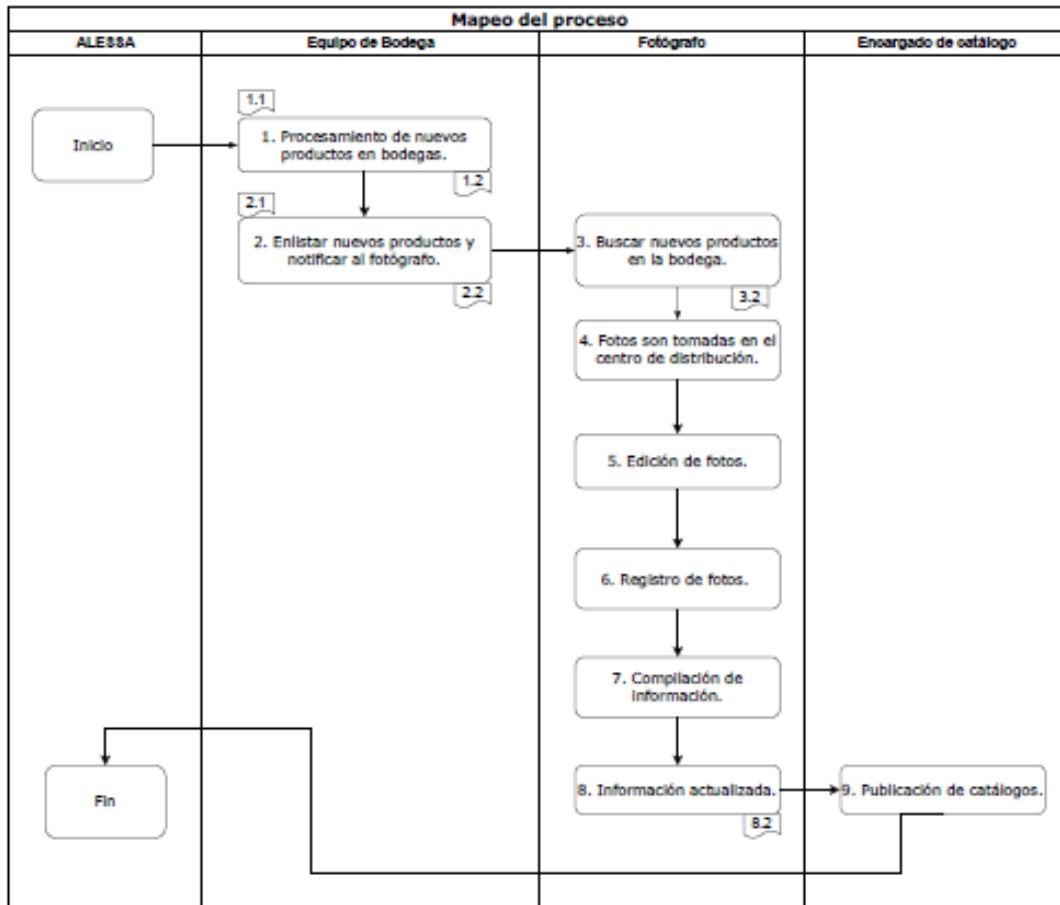 Mapeo del proceso
ALESSA
Equipo de Bodega
Fotógrafo
Encargado de catálogo
Inicio
1.1
1. Procesamiento de nuevos
productos en bodegas.
1.2
2.1
2. Enlistar nuevos productos y
notificar al fotógrafo.
2.2
3. Buscar nuevos productos
en la bodega.
3.2
4. Fotos son tomadas en el
centro de distribución.
5. Edición de fotos.
6. Registro de fotos.
7. Compilación de
información.
8. Información actualizada.
8.2
9. Publicación de catálogos.
Fin